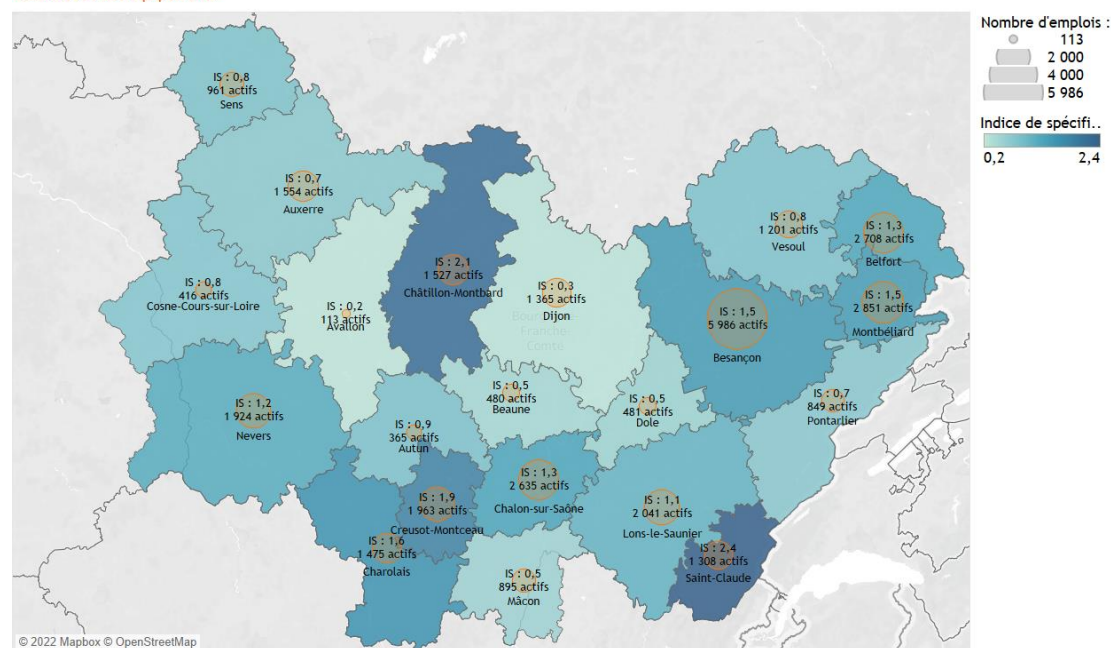 Nombre d'emplois :
113
2 000
4 000
5 986
Indice de spécifi..
0,2 2,4
IS : 0,8
961 actifs
Sens
IS : 0,7
1 554 actifs
Auxerre
IS : 0,8
416 actifs
Cosne-Cours-sur-Loire
IS : 0,2
113 actifs
Avallon
IS : 2,1
1 527 actifs
Châtillon-Montbard
IS : 0,3
1 365 actifs
Dijon
IS : 0,8
1 201 actifs
Vesoul
IS : 1,3
2 708 actifs
Belfort
IS : 1,5
2 851 actifs
Montbéliard
IS : 1,5
5 986 actifs
Besançon
IS : 1,2
1 924 actifs
Nevers
IS : 0,9
365 actifs
Autun
IS : 0,5
480 actifs
Beaune
IS : 0,5
481 actifs
Dole
IS : 0,7
849 actifs
Pontarlier
IS : 1,9
1 963 actifs
Creusot-Montceau
IS : 1,3
2 635 actifs
Chalon-sur-Saône
IS : 1,1
2 041 actifs
Lons-le-Saunier
IS : 1,6
1 475 actifs
Charolais
IS : 0,5
895 actifs
Mâcon
IS : 2,4
1 308 actifs
Saint-Claude
© 2022 Mapbox © OpenStreetMap